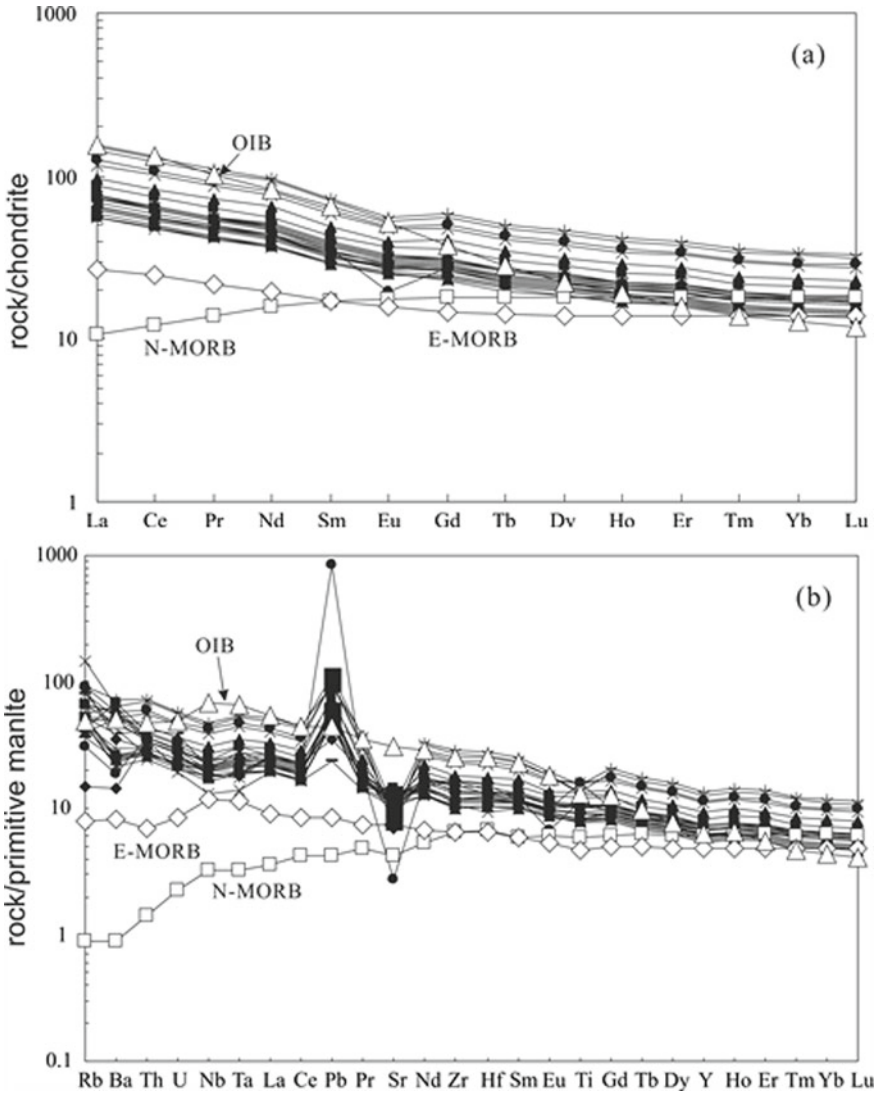 1000
(a)
OIB
100
rock/chondrite
N-MORB
E-MORB
10
1
La Ce Pr Nd Sm Eu Gd Tb Dv Ho Er Tm Yb Lu
1000
(b)
OIB
100
rock/primitive manlte
10
E-MORB
N-MORB
1
0.1
Rb Ba Th U Nb Ta La Ce Pb Pr Sr Nd Zr Hf Sm Eu Ti Gd Tb Dy Y Ho Er Tm Yb Lu